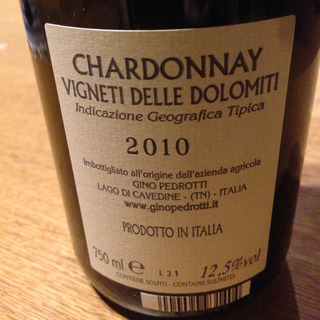 CHARDONNAY
VIGNETI DELLE DOLOMITI
Indicazione Geografica Tipica
2010
Imbottigliato all'origine dall'azienda agricola
GINO PEDROTTI
LAGO DI CAVEDINE - (TN) - ITALIA
www.ginopedrotti.it
PRODOTTO IN ITALIA
750 ml e L 31 12,5%vol
CONTIENE SOLFITI - CONTAINS SULPHITES